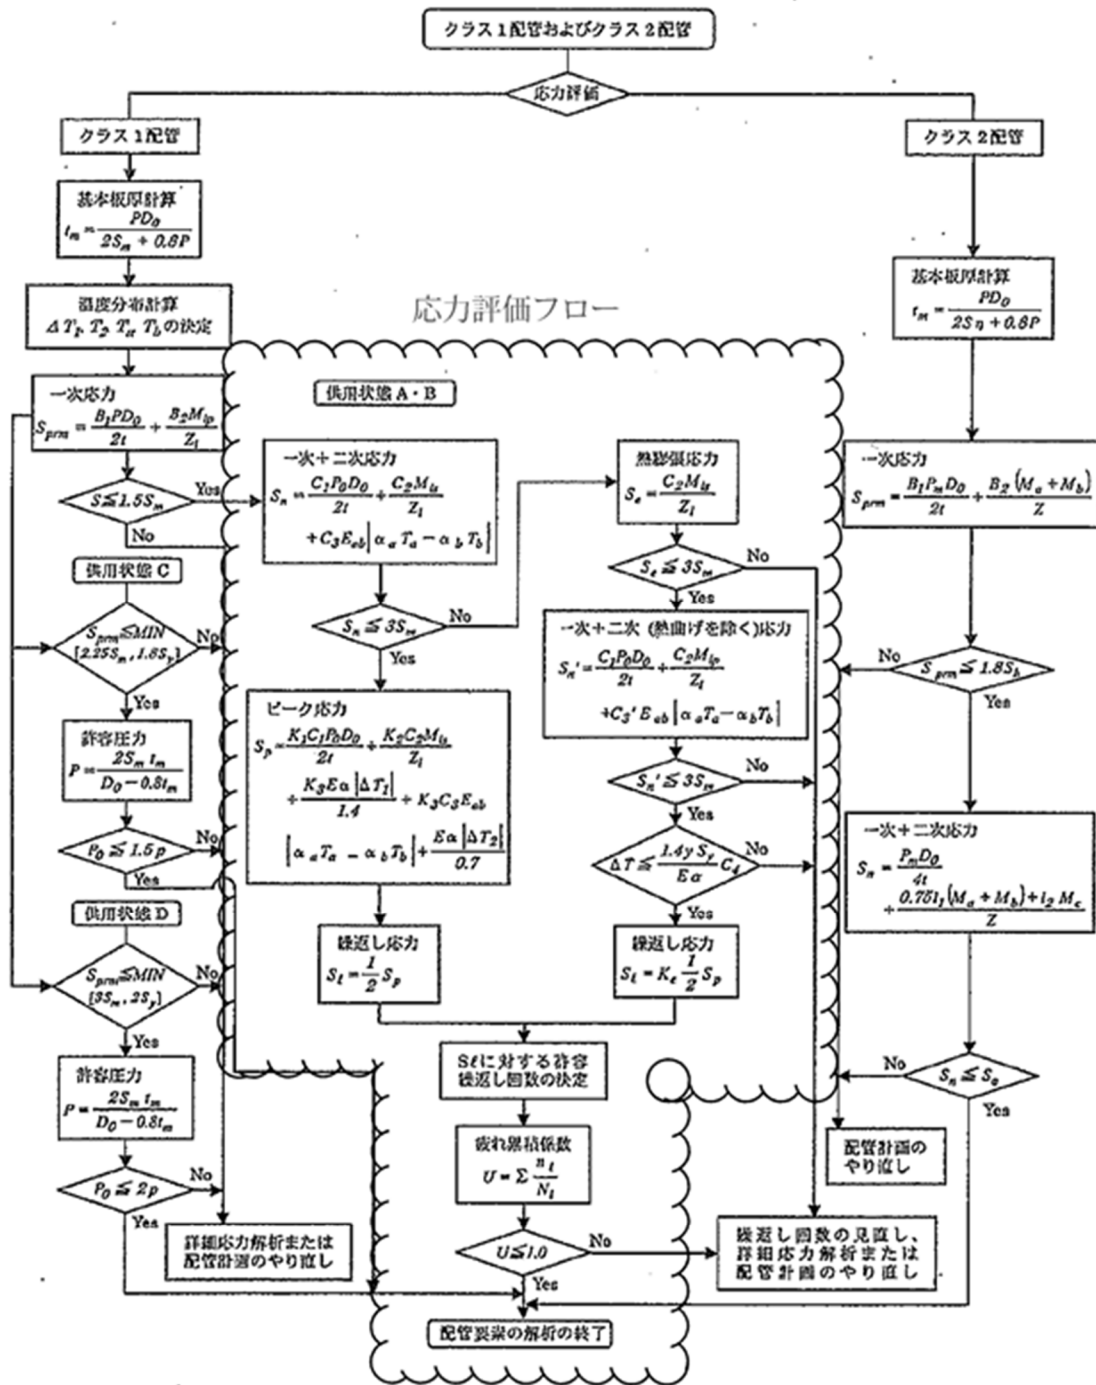 クラス1配管およびクラス2配管
応力評価
クラス1配管
クラス2配管
基本板厚計算
t_m = PD_0 / (2S_m + 0.8P)
温度分布計算
ΔT_1, T_2, T_a, T_bの決定
一次応力
S_prm = B_1PD_0 / 2t + B_2M_ip / Z_i
S≦1.5S_m
Yes
No
供用状態C
S_prm≦MIN
[2.25S_m, 1.8S_y]
No
Yes
許容圧力
P = 2S_m t_m / (D_0 − 0.8t_m)
P_0 ≦ 1.5p
No
Yes
供用状態D
S_prm≦MIN
[3S_m, 2S_y]
No
Yes
許容圧力
P = 2S_m t_m / (D_0 − 0.8t_m)
P_0 ≦ 2p
No
Yes
詳細応力解析または
配管計画のやり直し
応力評価フロー
供用状態A・B
一次+二次応力
S_n = C_1P_0D_0 / 2t + C_2M_is / Z_i
+ C_3E_ab|α_a T_a − α_b T_b|
S_n ≦ 3S_m
No
Yes
ピーク応力
S_p = K_1C_1P_0D_0 / 2t + K_2C_2M_is / Z_i
+ K_3Eα|ΔT_1| / 1.4 + K_3C_3E_ab
|α_a T_a − α_b T_b| + Eα|ΔT_2| / 0.7
繰返し応力
S_ℓ = 1/2 S_p
熱膨張応力
S_e = C_2M_is / Z_i
S_e ≦ 3S_m
No
Yes
一次+二次 (熱曲げを除く)応力
S_n' = C_1P_0D_0 / 2t + C_2M_ip / Z_i
+C_3' E_ab|α_aT_a − α_bT_b|
S_n' ≦ 3S_m
No
Yes
ΔT ≦ 1.4y S_y / Eα C_4
No
Yes
繰返し応力
S_ℓ = K_e 1/2 S_p
Sℓに対する許容
繰返し回数の決定
疲れ累積係数
U = Σ n_i / N_i
U≦1.0
No
Yes
配管要素の解析の終了
繰返し回数の見直し、
詳細応力解析または
配管計画のやり直し
基本板厚計算
t_m = PD_0 / (2Sη + 0.8P)
一次応力
S_prm = B_1P_mD_0 / 2t + B_2(M_a + M_b) / Z
S_prm ≦ 1.8S_h
No
Yes
一次+二次応力
S_n = P_mD_0 / 4t
+ 0.75i_1(M_a + M_b) + i_2 M_c / Z
S_n ≦ S_a
No
Yes
配管計画の
やり直し